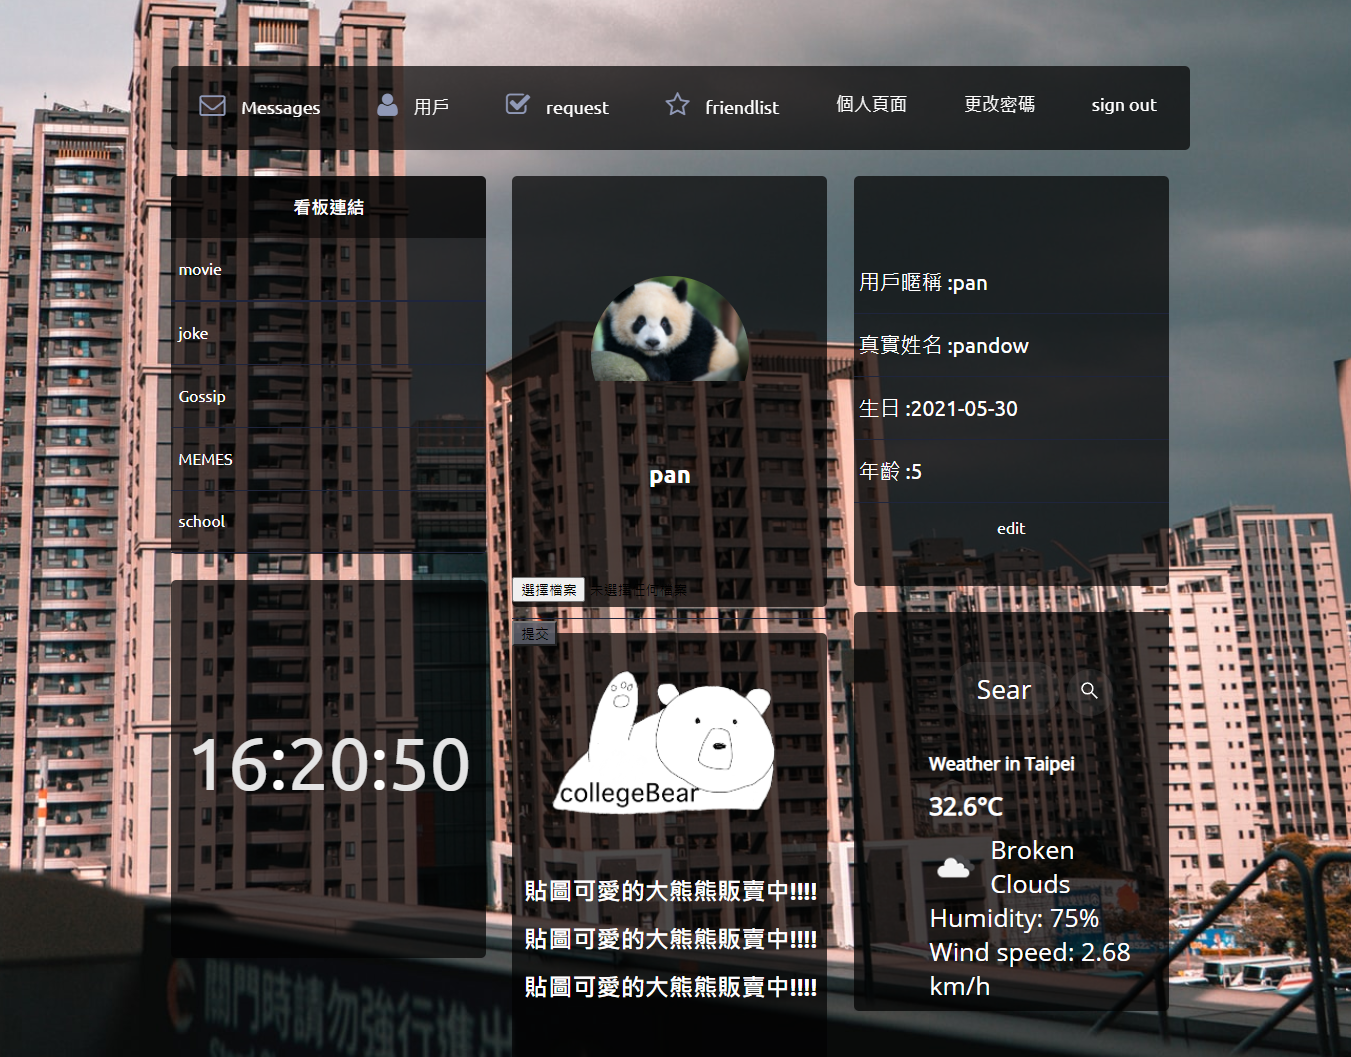 Messages
用戶
request
friendlist
個人頁面
更改密碼
sign out
看板連結
movie
joke
Gossip
MEMES
school
16:20:50
pan
選擇檔案 未選擇任何檔案
提交
collegeBear
貼圖可愛的大熊熊販賣中!!!!
貼圖可愛的大熊熊販賣中!!!!
貼圖可愛的大熊熊販賣中!!!!
用戶暱稱 :pan
真實姓名 :pandow
生日 :2021-05-30
年齡 :5
edit
Sear
Weather in Taipei
32.6°C
Broken
Clouds
Humidity: 75%
Wind speed: 2.68
km/h
關門時請勿強行進出